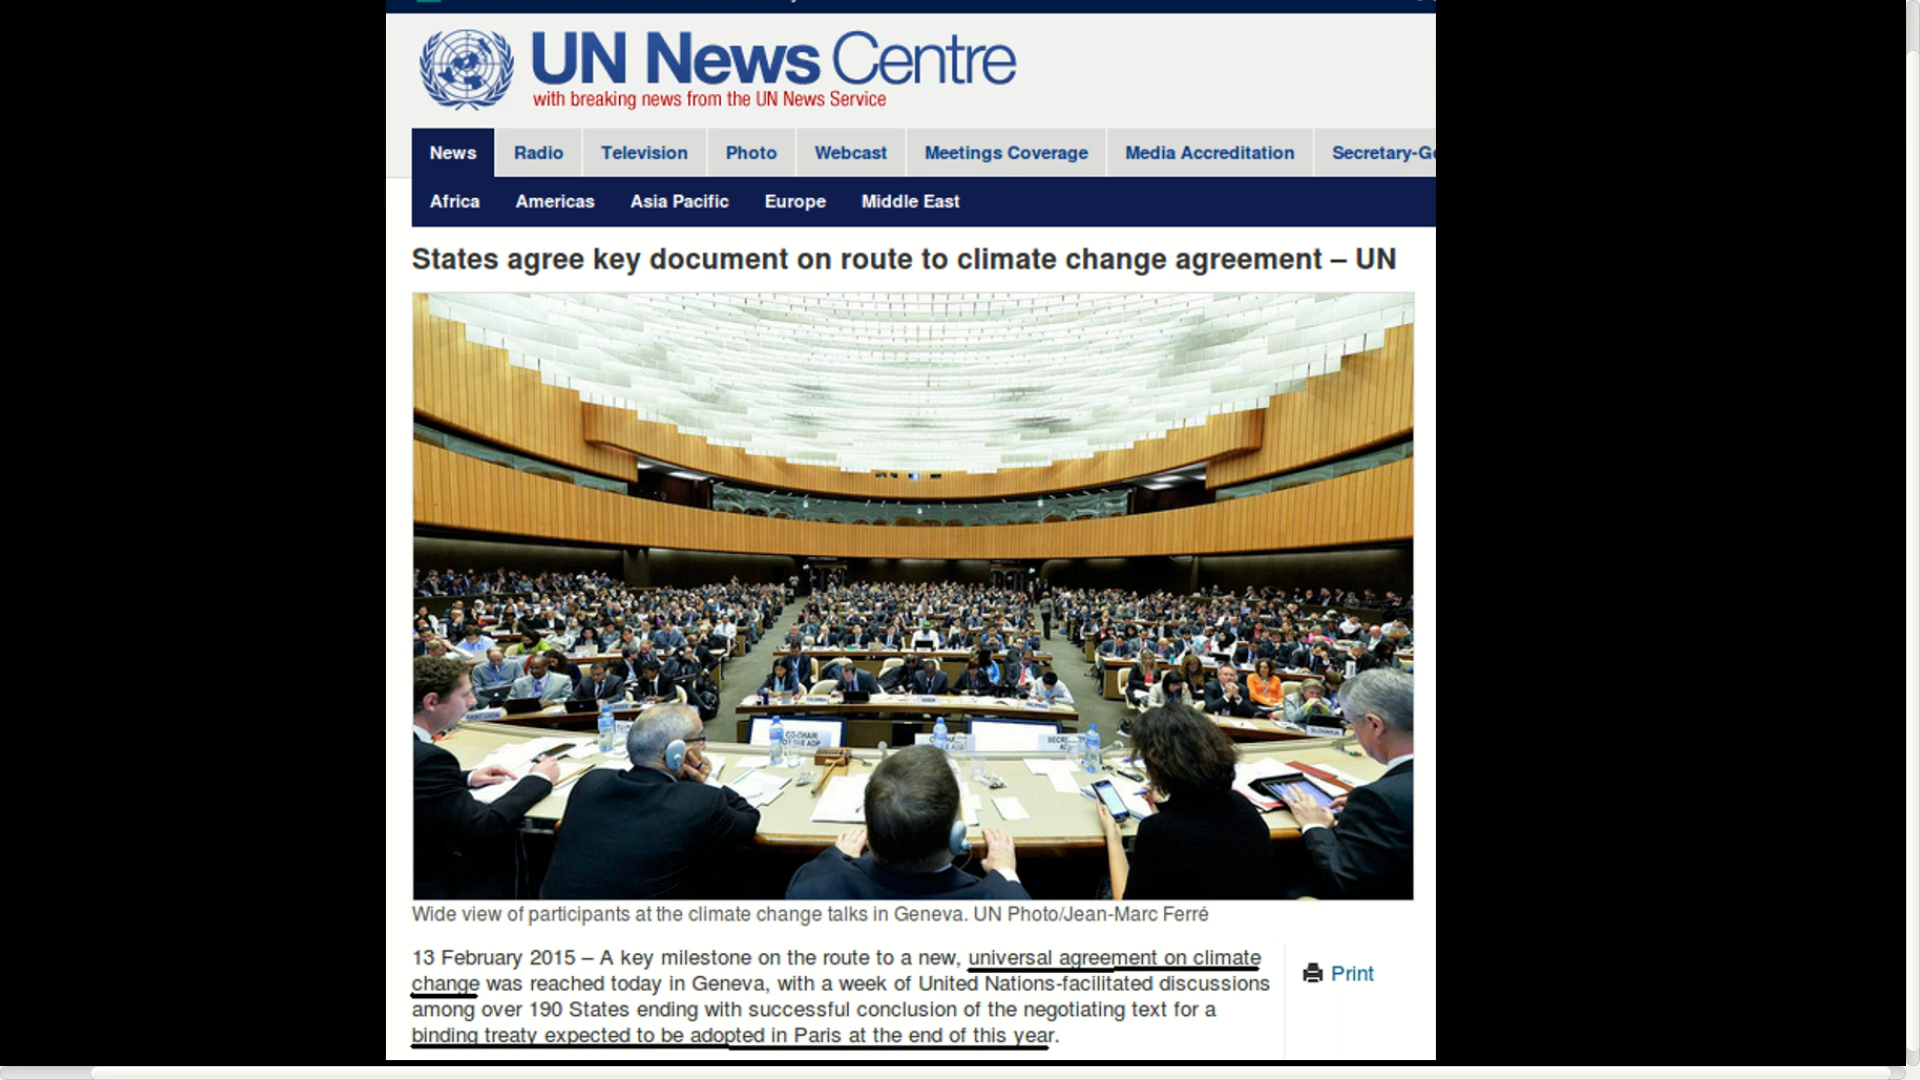 UN News Centre
with breaking news from the UN News Service
News Radio Television Photo Webcast Meetings Coverage Media Accreditation
Africa Americas Asia Pacific Europe Middle East
States agree key document on route to climate change agreement – UN
CO-CHAIR
Wide view of participants at the climate change talks in Geneva. UN Photo/Jean-Marc Ferré
13 February 2015 – A key milestone on the route to a new, universal agreement on climate
change was reached today in Geneva, with a week of United Nations-facilitated discussions
among over 190 States ending with successful conclusion of the negotiating text for a
binding treaty expected to be adopted in Paris at the end of this year.
Print